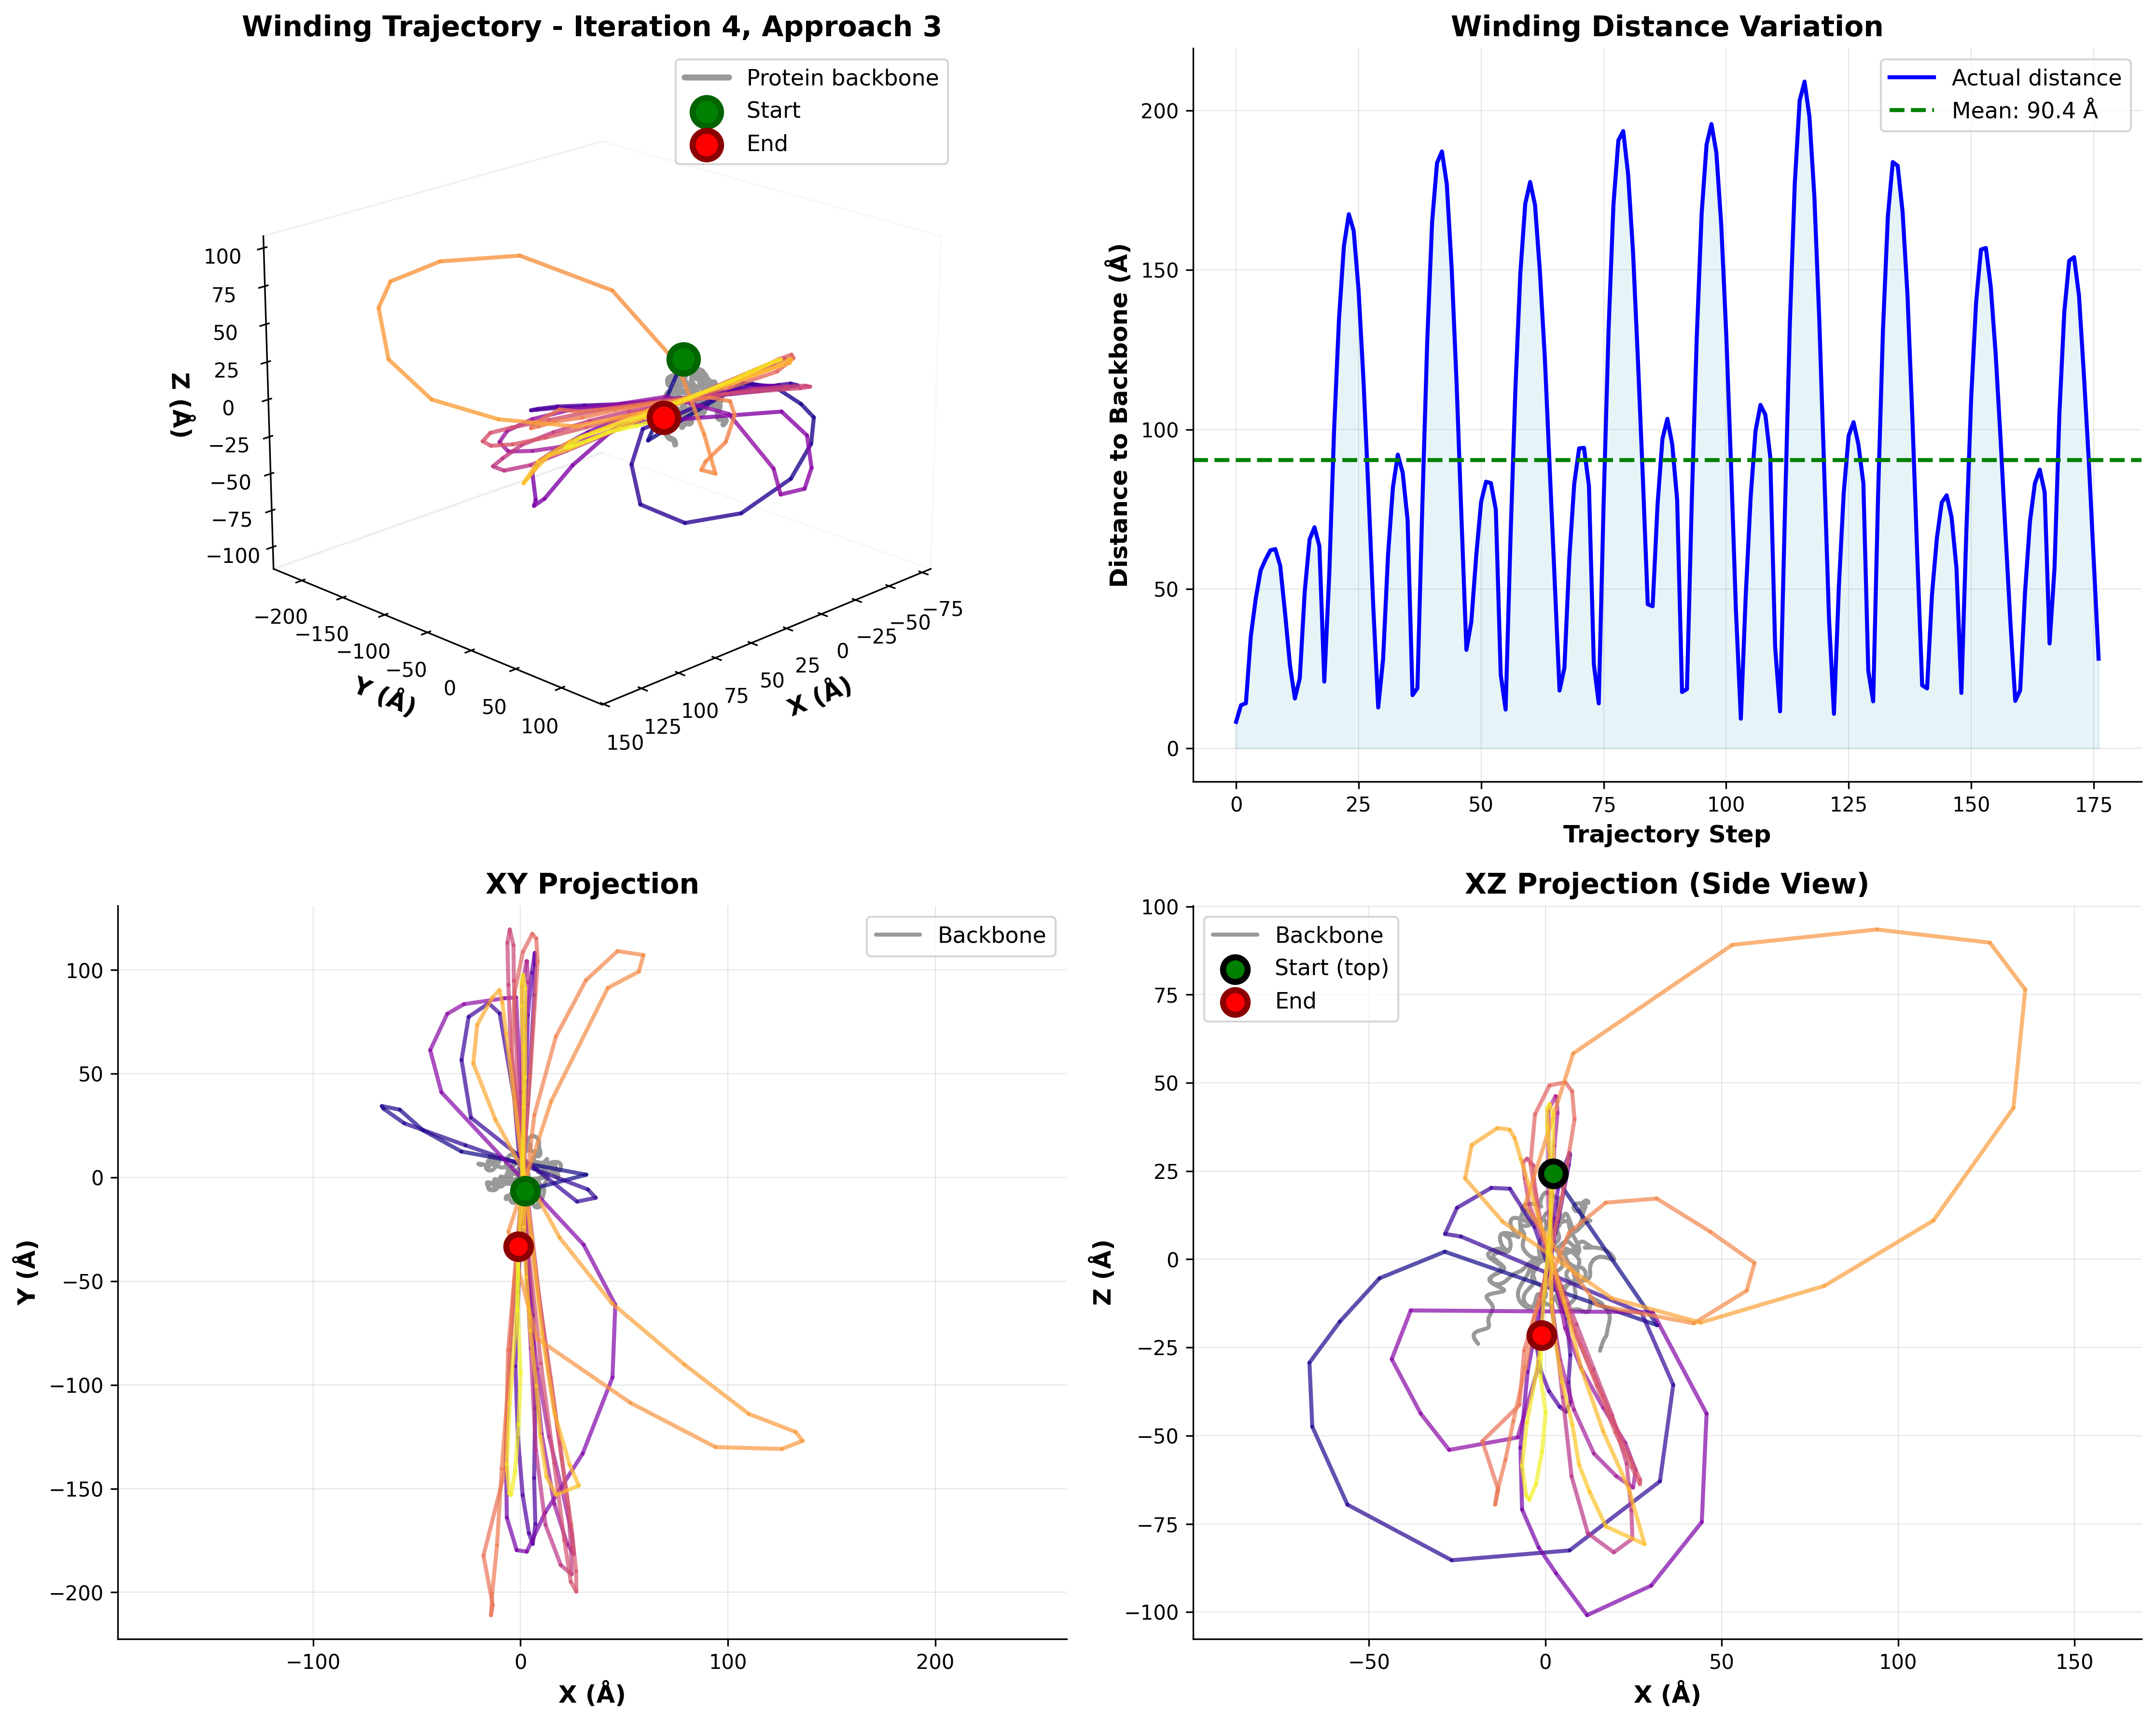 Winding Trajectory - Iteration 4, Approach 3
Protein backbone
Start
End
100
75
50
25
0
−25
−50
−75
−100
Z (Å)
−200
−150
−100
−50
0
50
100
Y (Å)
150
125
100
75
50
25
0
−25
−50
−75
X (Å)
Winding Distance Variation
Actual distance
Mean: 90.4 Å
200
150
100
50
0
Distance to Backbone (Å)
0
25
50
75
100
125
150
175
Trajectory Step
XY Projection
Backbone
100
50
0
−50
−100
−150
−200
Y (Å)
−100
0
100
200
X (Å)
XZ Projection (Side View)
Backbone
Start (top)
End
100
75
50
25
0
−25
−50
−75
−100
Z (Å)
−50
0
50
100
150
X (Å)